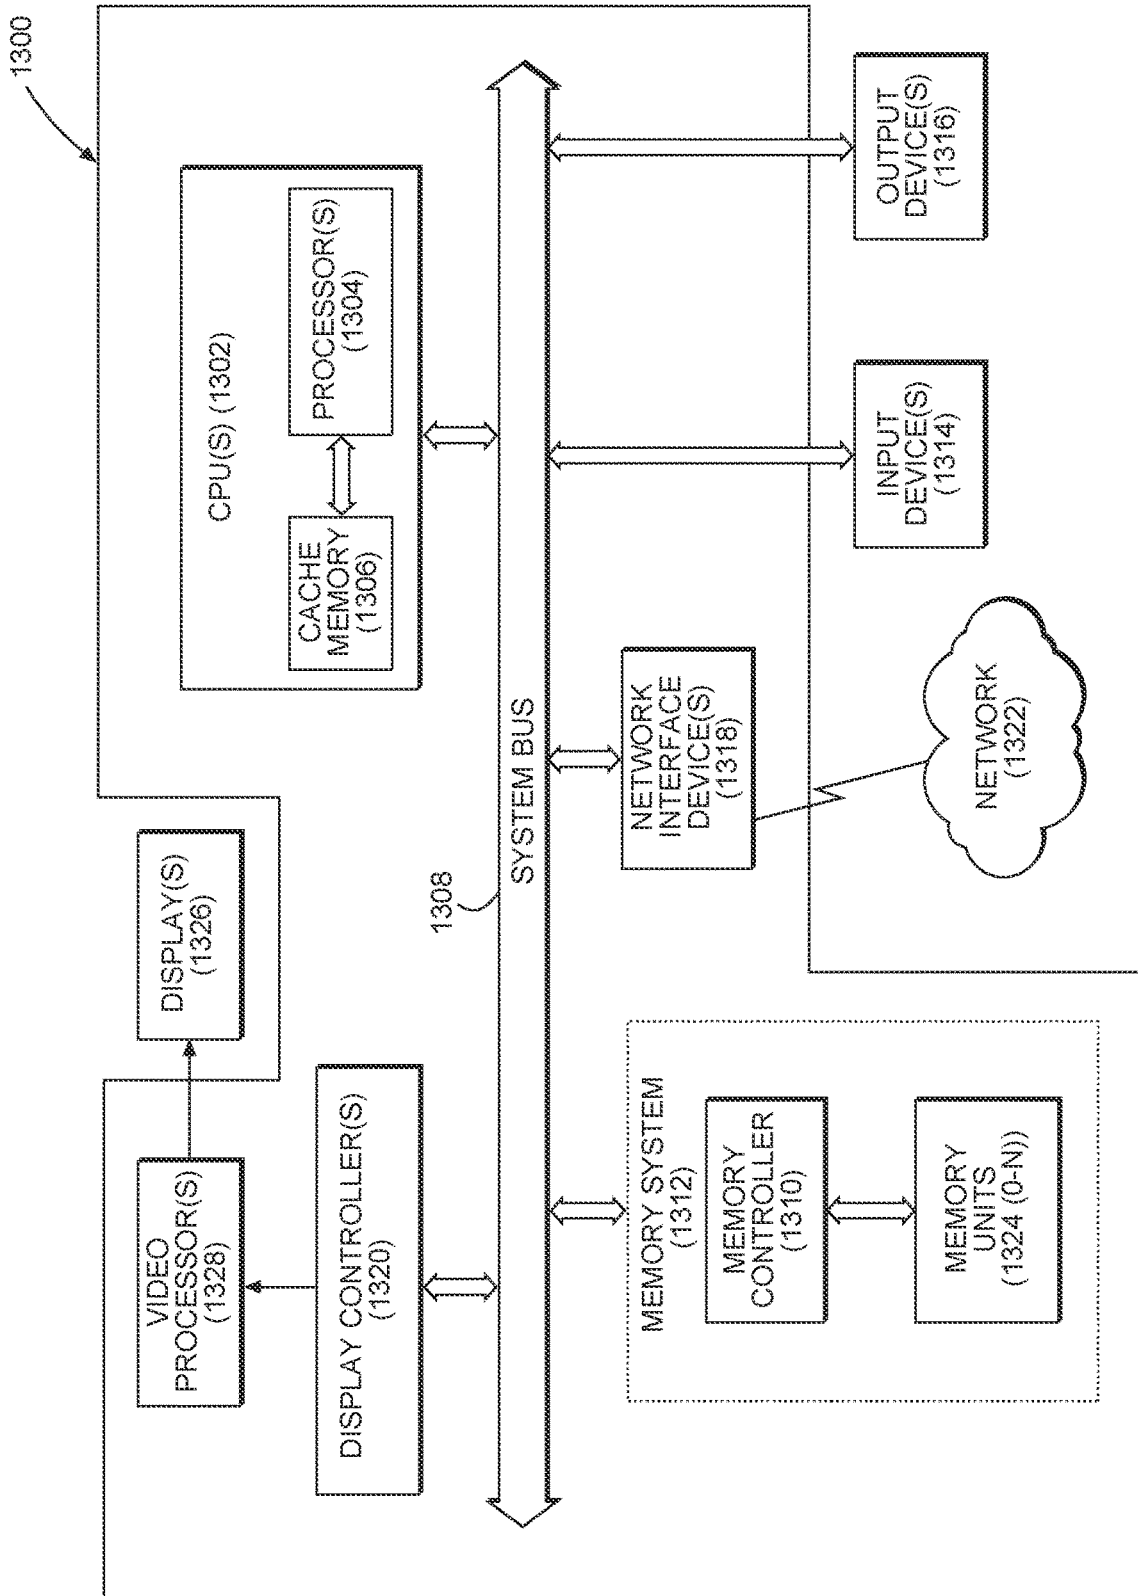 1300
CPU(S) (1302)
CACHE
MEMORY
(1306)
PROCESSOR(S)
(1304)
VIDEO
PROCESSOR(S)
(1328)
DISPLAY(S)
(1326)
DISPLAY CONTROLLER(S)
(1320)
1308
SYSTEM BUS
MEMORY SYSTEM
(1312)
MEMORY
CONTROLLER
(1310)
MEMORY
UNITS
(1324 (0-N))
NETWORK
INTERFACE
DEVICE(S)
(1318)
NETWORK
(1322)
INPUT
DEVICE(S)
(1314)
OUTPUT
DEVICE(S)
(1316)